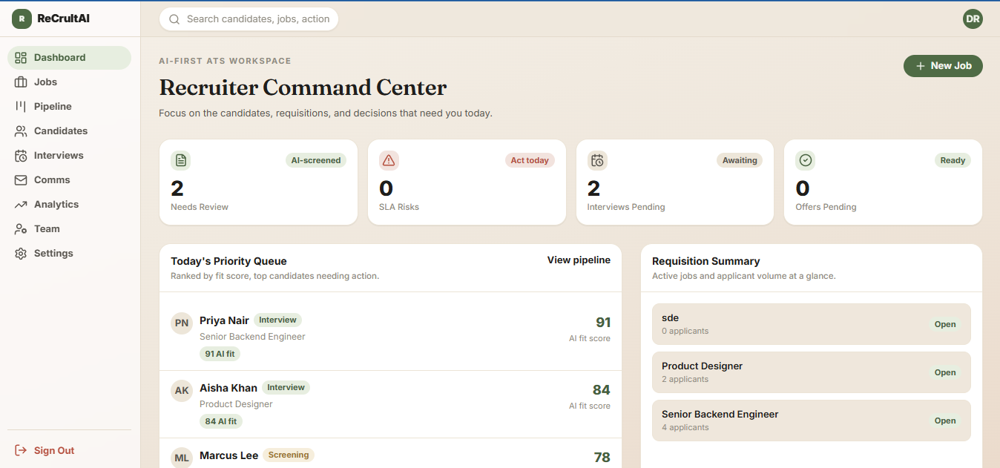 R ReCruItAI
Search candidates, jobs, action
DR
Dashboard
Jobs
Pipeline
Candidates
Interviews
Comms
Analytics
Team
Settings
Sign Out
AI-FIRST ATS WORKSPACE
Recruiter Command Center
Focus on the candidates, requisitions, and decisions that need you today.
+ New Job
AI-screened
2
Needs Review
Act today
0
SLA Risks
Awaiting
2
Interviews Pending
Ready
0
Offers Pending
Today's Priority Queue
View pipeline
Ranked by fit score, top candidates needing action.
PN
Priya Nair Interview
Senior Backend Engineer
91 AI fit
91
AI fit score
AK
Aisha Khan Interview
Product Designer
84 AI fit
84
AI fit score
ML
Marcus Lee Screening
78
Requisition Summary
Active jobs and applicant volume at a glance.
sde
0 applicants
Open
Product Designer
2 applicants
Open
Senior Backend Engineer
4 applicants
Open